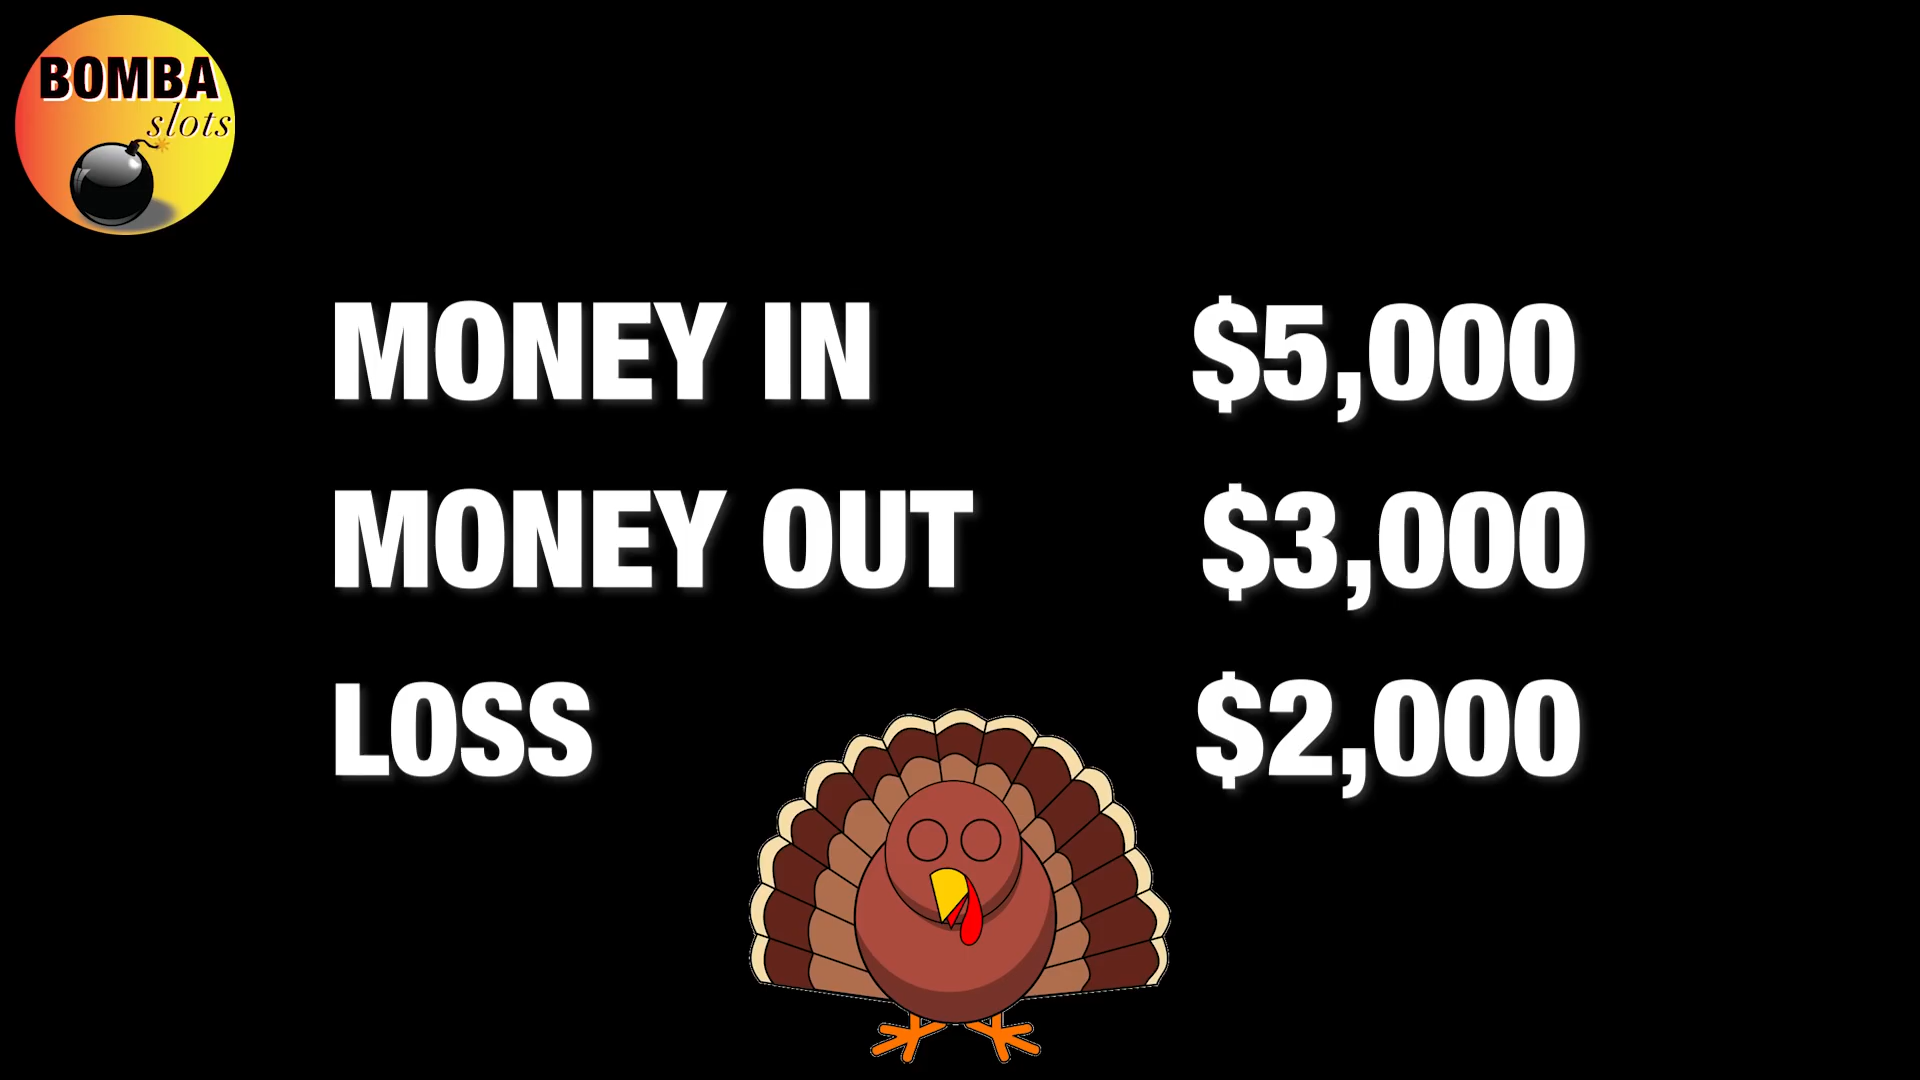 BOMBA
slots
MONEY IN $5,000
MONEY OUT $3,000
LOSS $2,000